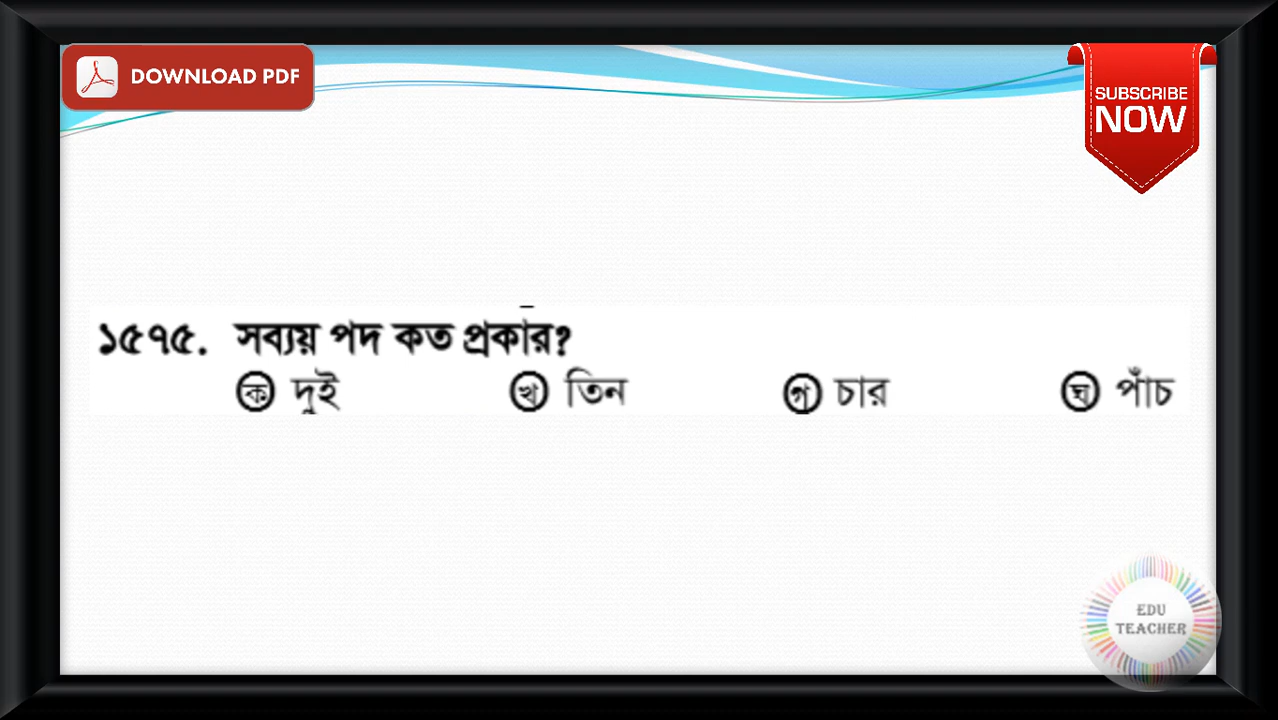 DOWNLOAD PDF
SUBSCRIBE
NOW
১৫৭৫. সব্যয় পদ কত প্রকার?
ক দুই খ তিন গ চার ঘ পাঁচ
EDU
TEACHER